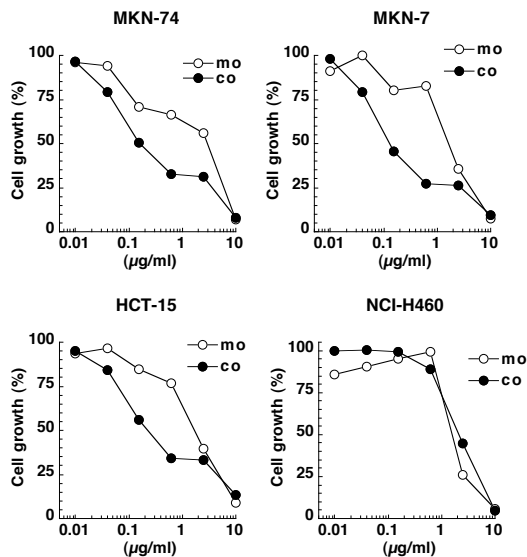 MKN-74
MKN-7
100
75
50
25
0
Cell growth (%)
mo
co
0.01
0.1
1
10
(µg/ml)
100
75
50
25
0
Cell growth (%)
mo
co
0.01
0.1
1
10
(µg/ml)
HCT-15
NCI-H460
100
75
50
25
0
Cell growth (%)
mo
co
0.01
0.1
1
10
(µg/ml)
100
75
50
25
0
Cell growth (%)
mo
co
0.01
0.1
1
10
(µg/ml)